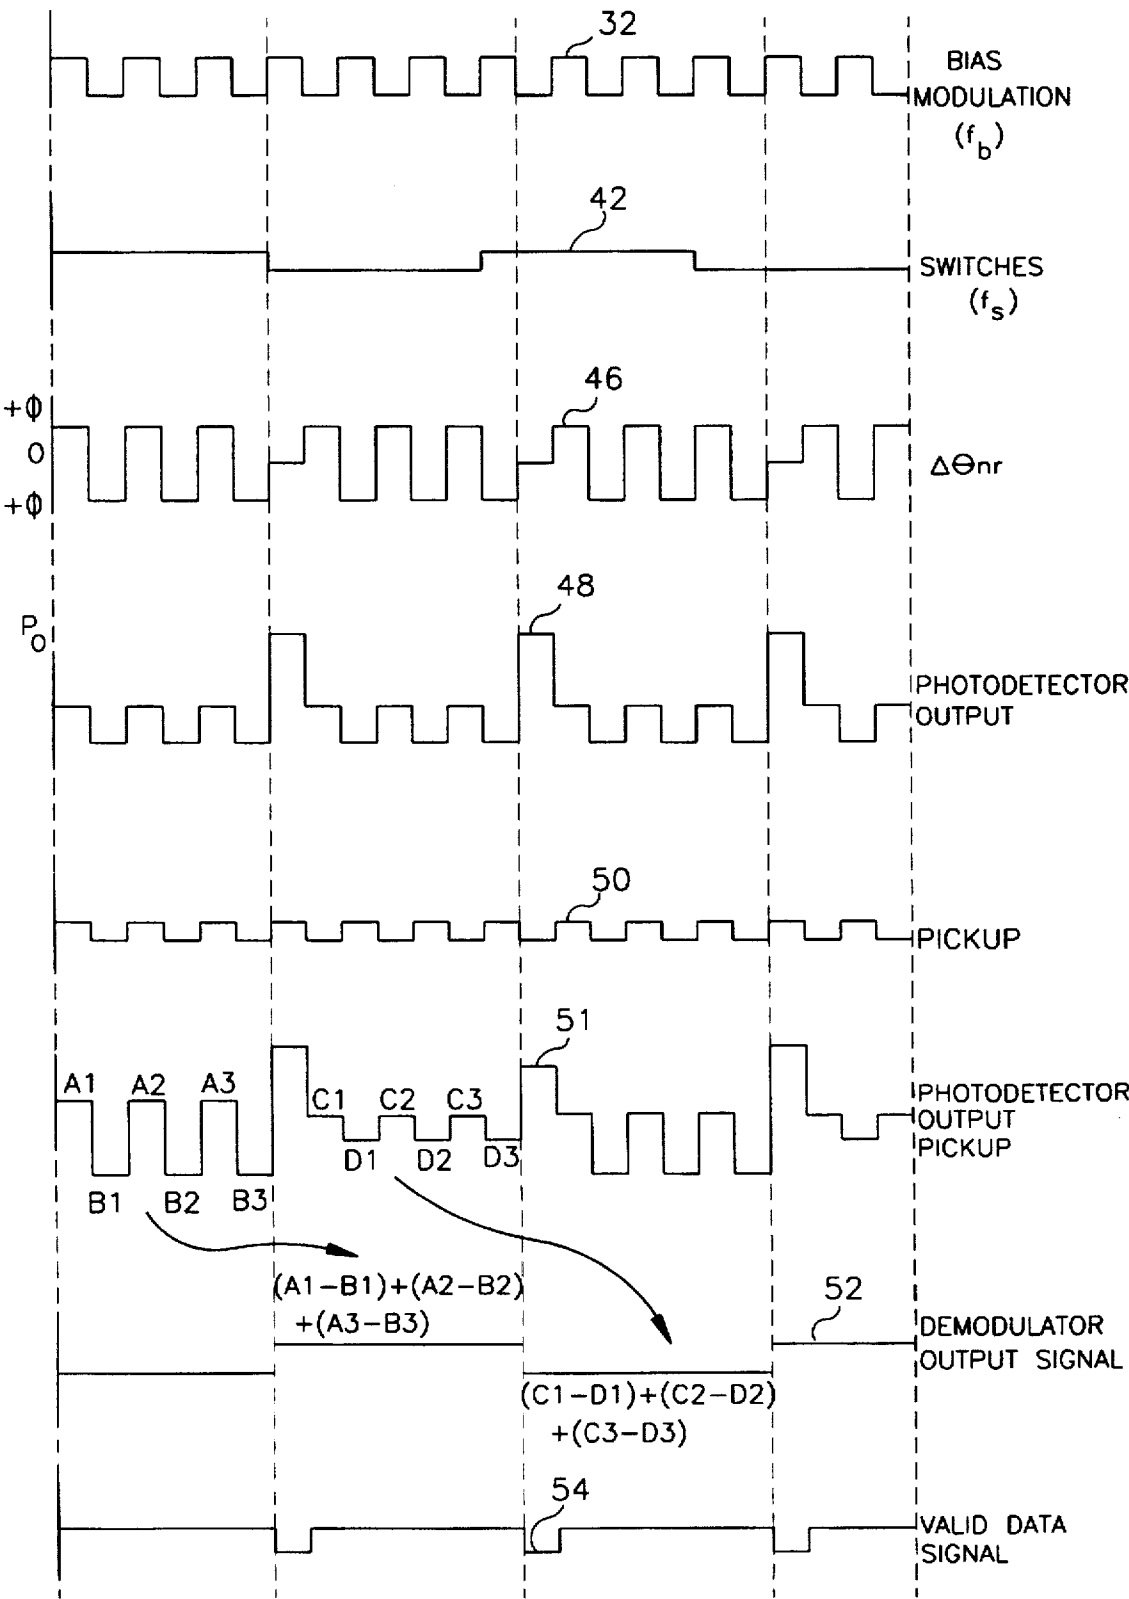 32
BIAS
MODULATION
(f_b)
42
SWITCHES
(f_s)
46
+ϕ
0
+ϕ
ΔΘnr
48
P_O
PHOTODETECTOR
OUTPUT
50
PICKUP
51
A1 A2 A3
C1 C2 C3
PHOTODETECTOR
OUTPUT
PICKUP
D1 D2 D3
B1 B2 B3
(A1-B1)+(A2-B2)
+(A3-B3)
52
DEMODULATOR
OUTPUT SIGNAL
(C1-D1)+(C2-D2)
+(C3-D3)
54
VALID DATA
SIGNAL